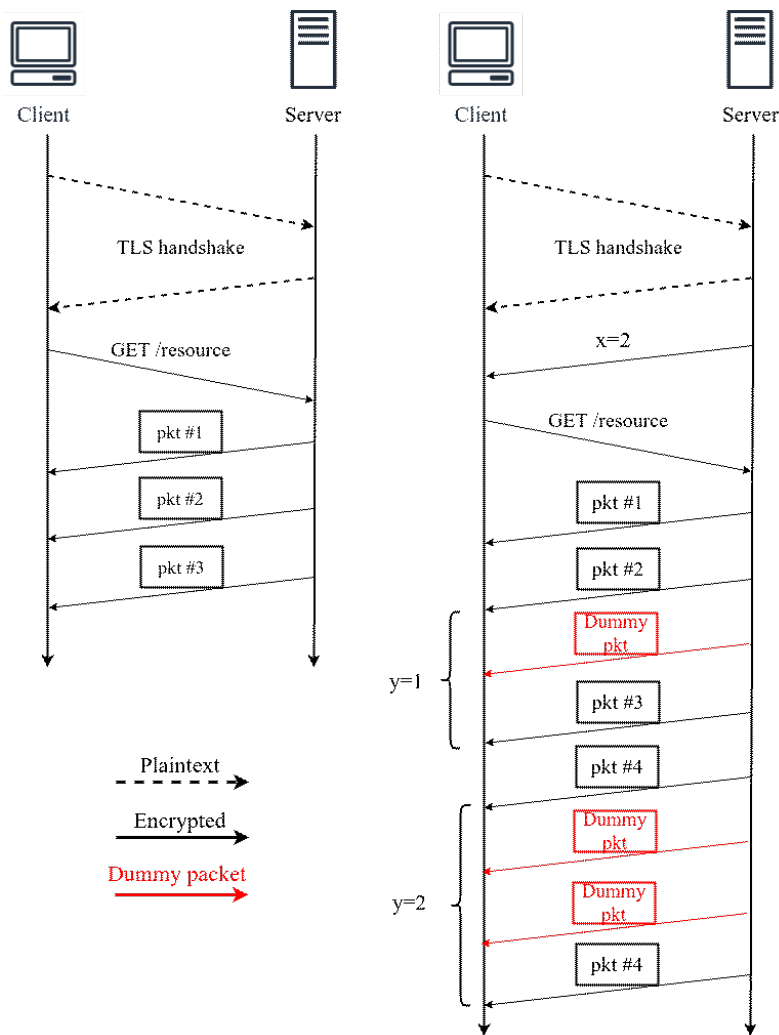 Client
Server
TLS handshake
GET /resource
pkt #1
pkt #2
pkt #3
Plaintext
Encrypted
Dummy packet
Client
Server
TLS handshake
x=2
GET /resource
pkt #1
pkt #2
Dummy
pkt
y=1
pkt #3
pkt #4
Dummy
pkt
y=2
Dummy
pkt
pkt #4